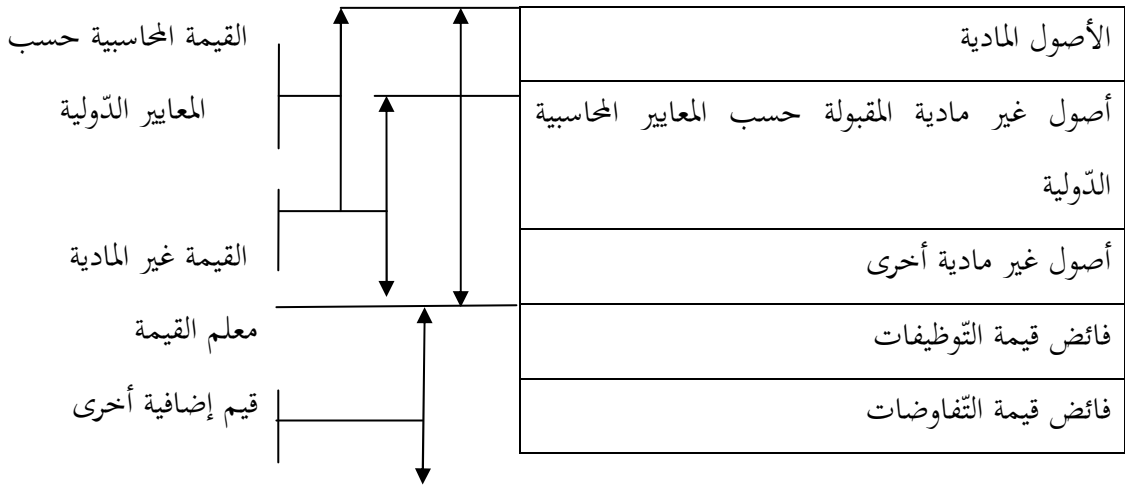 الأصول المادية
أصول غير مادية المقبولة حسب المعايير المحاسبية
الدّولية
أصول غير مادية أخرى
فائض قيمة التّوظيفات
فائض قيمة التّفاوضات
القيمة المحاسبية حسب
المعايير الدّولية
القيمة غير المادية
معلم القيمة
قيم إضافية أخرى